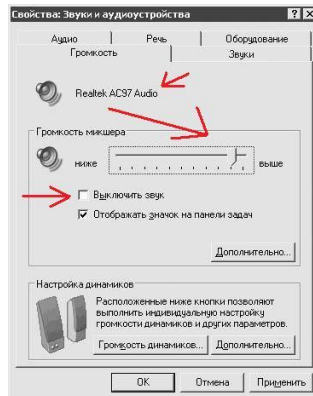 Свойства: Звуки и аудиоустройства
Аудио Речь Оборудование
Громкость Звуки
Realtek AC97 Audio
Громкость микшера
ниже выше
Выключить звук
Отображать значок на панели задач
Дополнительно...
Настройка динамиков
Расположенные ниже кнопки позволяют
выполнить индивидуальную настройку
громкости динамиков и других параметров.
Громкость динамиков... Дополнительно...
OK Отмена Применить